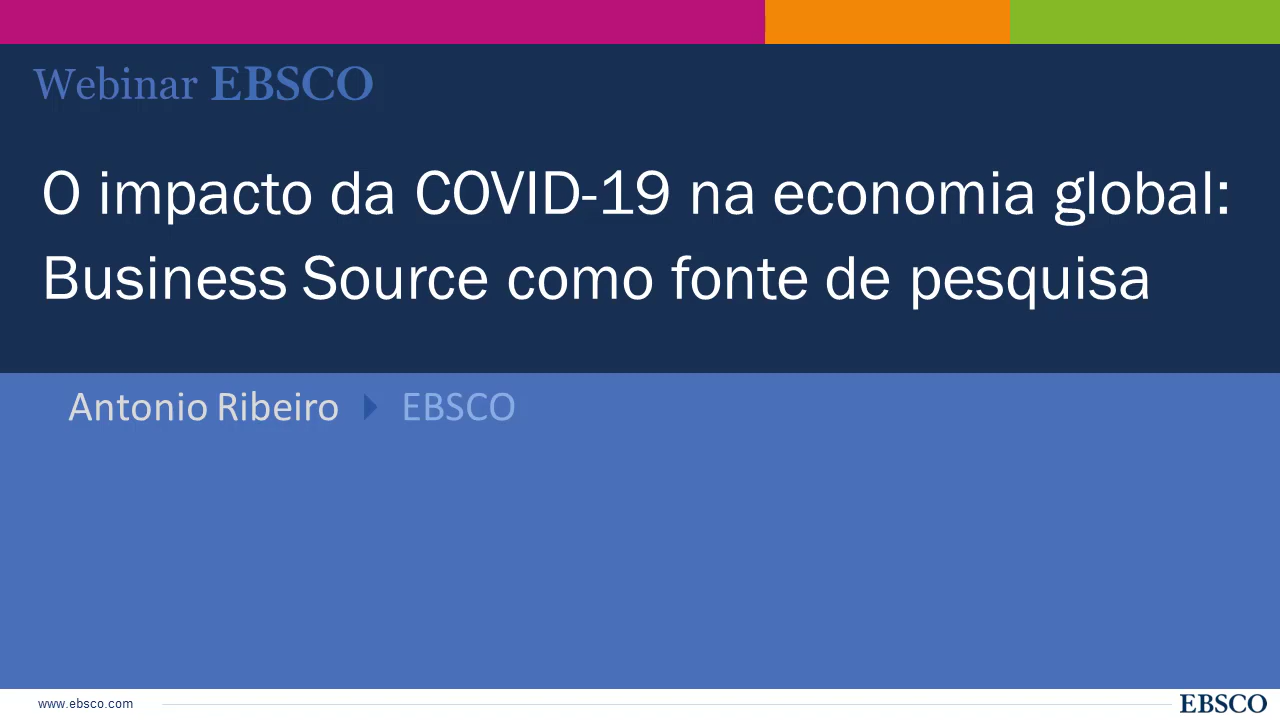 Webinar EBSCO
O impacto da COVID-19 na economia global:
Business Source como fonte de pesquisa
Antonio Ribeiro EBSCO
www.ebsco.com
EBSCO